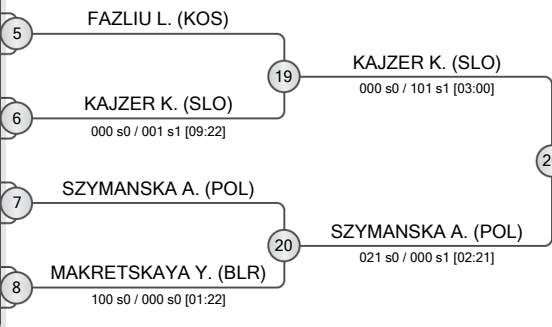 5
FAZLIU L. (KOS)
19
KAJZER K. (SLO)
000 s0 / 101 s1 [03:00]
6
KAJZER K. (SLO)
000 s0 / 001 s1 [09:22]
7
SZYMANSKA A. (POL)
20
SZYMANSKA A. (POL)
021 s0 / 000 s1 [02:21]
8
MAKRETSKAYA Y. (BLR)
100 s0 / 000 s0 [01:22]